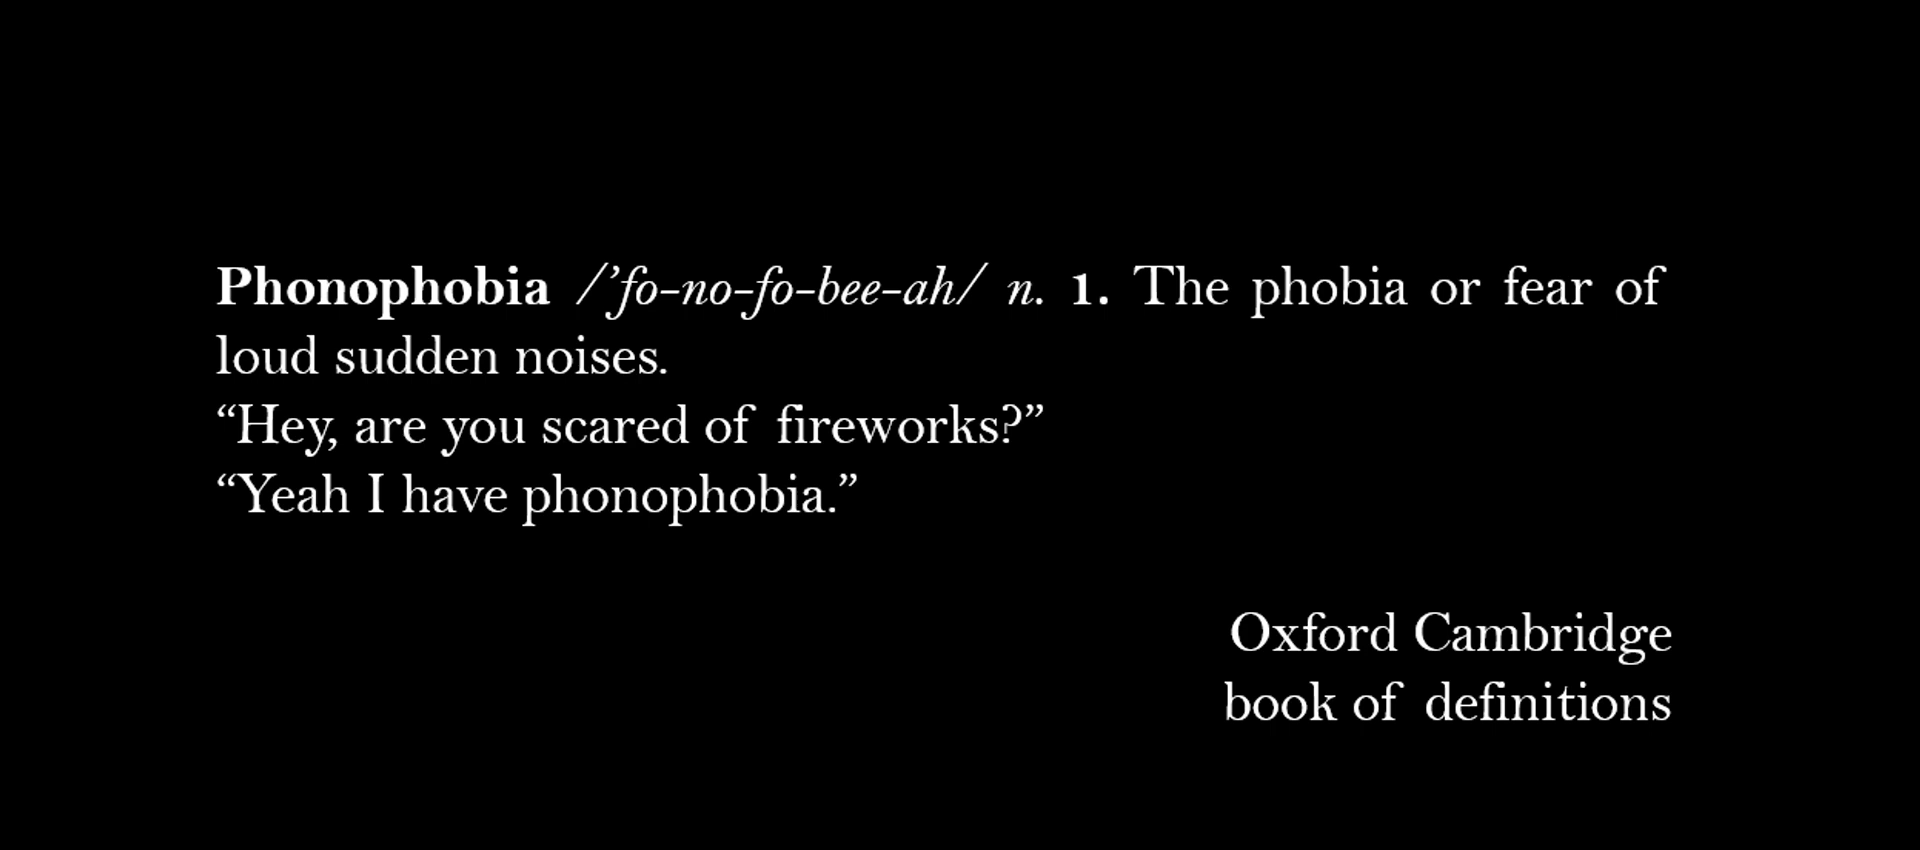 Phonophobia /’fo-no-fo-bee-ah/ n. 1. The phobia or fear of
loud sudden noises.
“Hey, are you scared of fireworks?”
“Yeah I have phonophobia.”
Oxford Cambridge
book of definitions